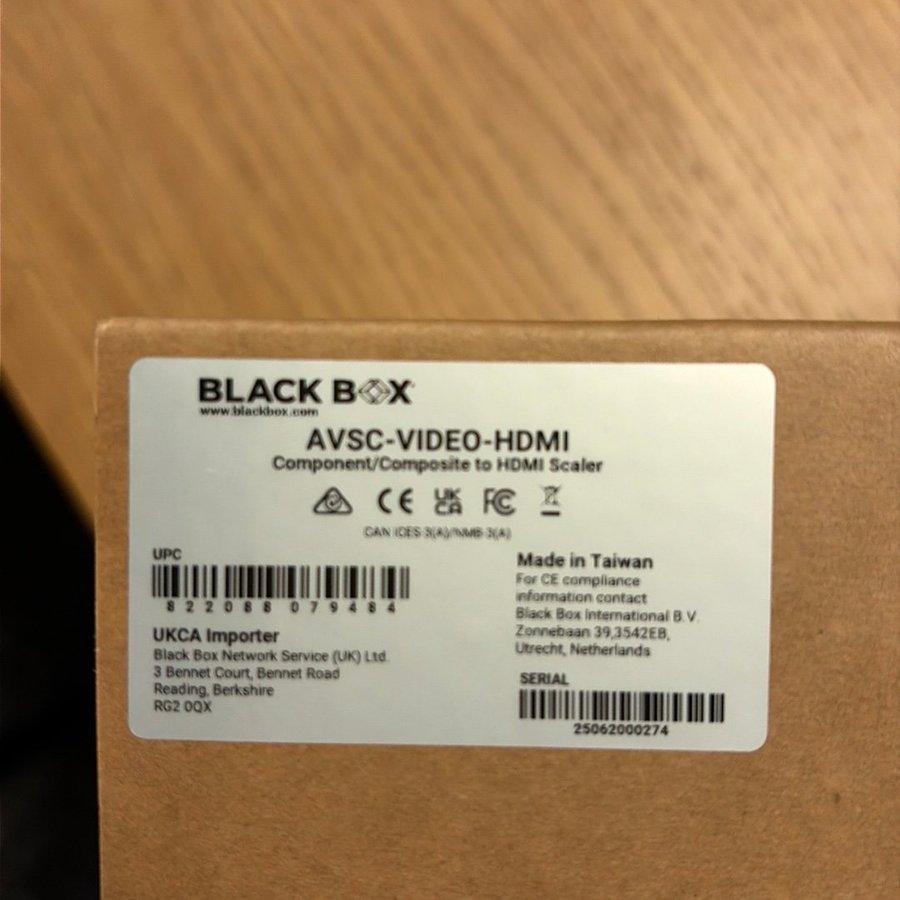 BLACK BOX
www.blackbox.com
AVSC-VIDEO-HDMI
Component/Composite to HDMI Scaler
CE UK CA FC
CAN ICES-3(A)/NMB-3(A)
UPC
822088079484
UKCA Importer
Black Box Network Service (UK) Ltd.
3 Bennet Court, Bennet Road
Reading, Berkshire
RG2 0QX
Made in Taiwan
For CE compliance
information contact
Black Box International B.V.
Zonnebaan 39,3542EB,
Utrecht, Netherlands
SERIAL
25062000274